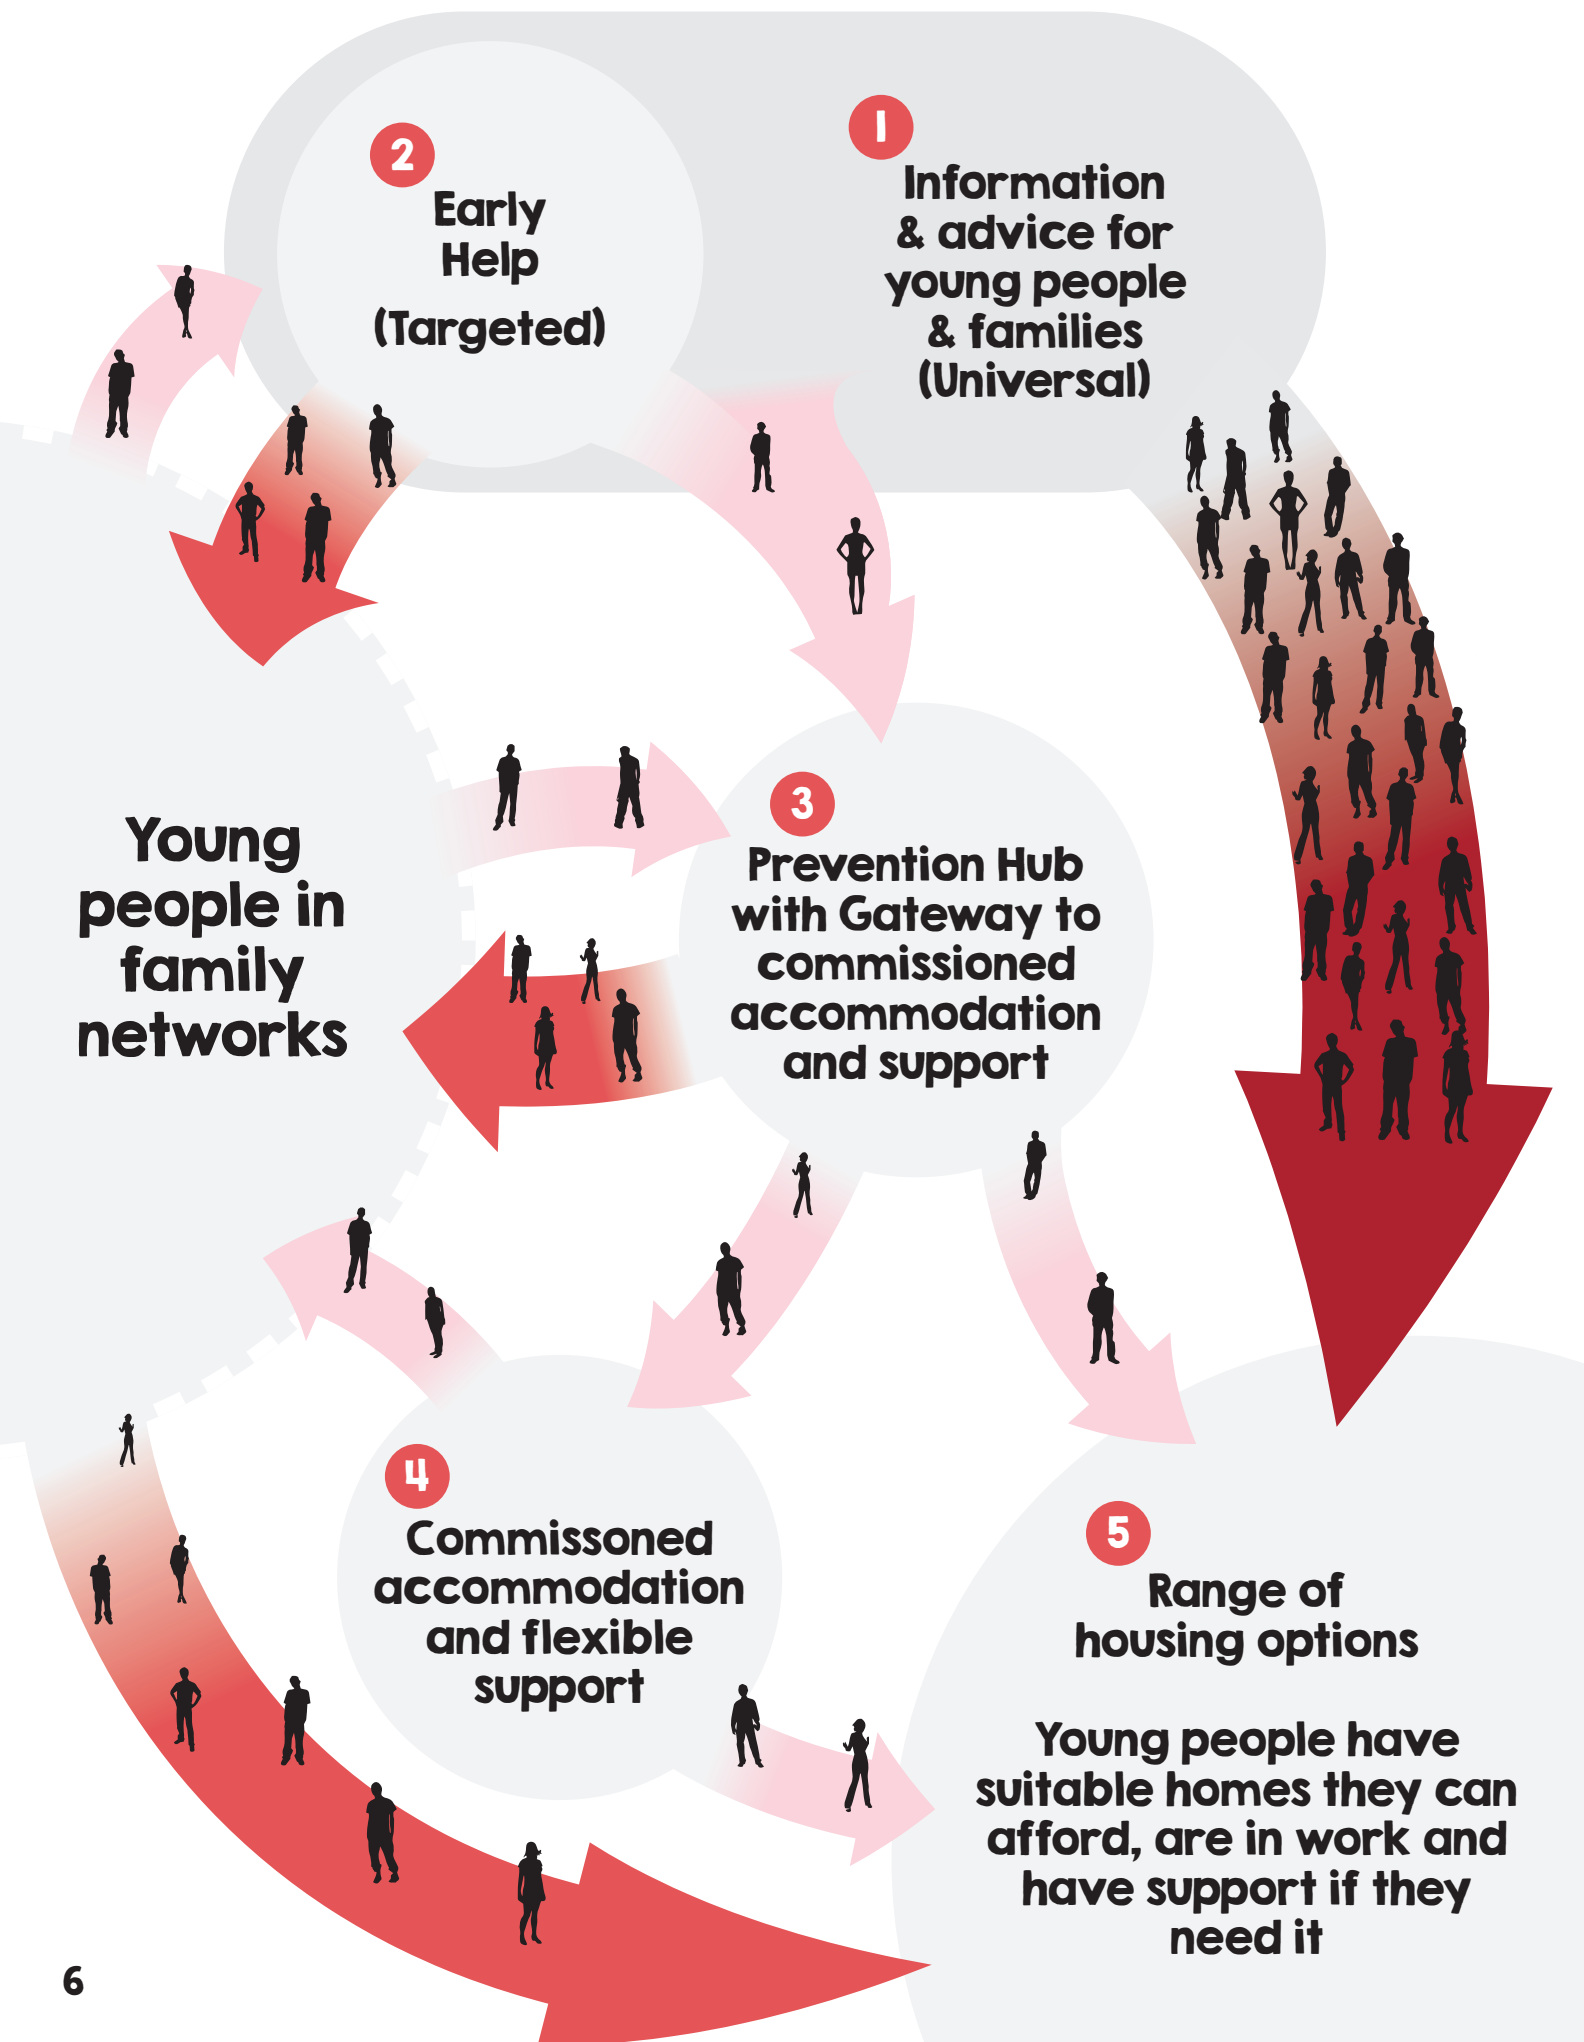 1
Information
& advice for
young people
& families
(Universal)
2
Early
Help
(Targeted)
Young
people in
family
networks
3
Prevention Hub
with Gateway to
commissioned
accommodation
and support
4
Commissoned
accommodation
and flexible
support
5
Range of
housing options
Young people have
suitable homes they can
afford, are in work and
have support if they
need it
6